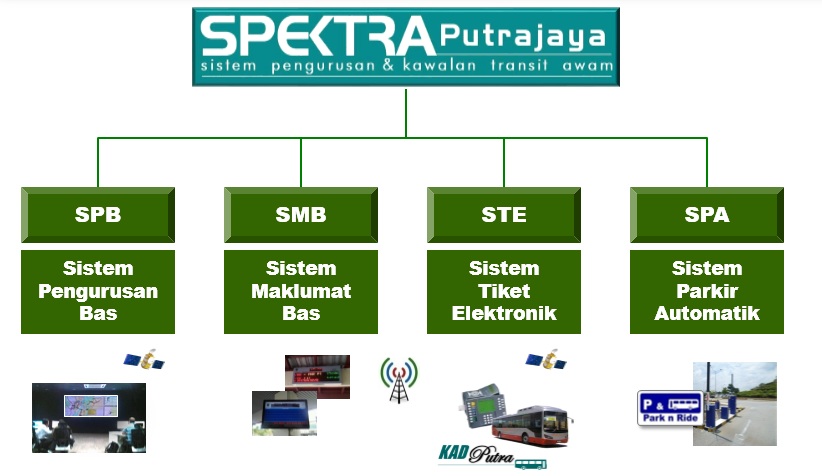 SPEKTRA Putrajaya
sistem pengurusan & kawalan transit awam
SPB
SMB
STE
SPA
Sistem
Pengurusan
Bas
Sistem
Maklumat
Bas
Sistem
Tiket
Elektronik
Sistem
Parkir
Automatik
P &
Park n Ride
KAD Putra